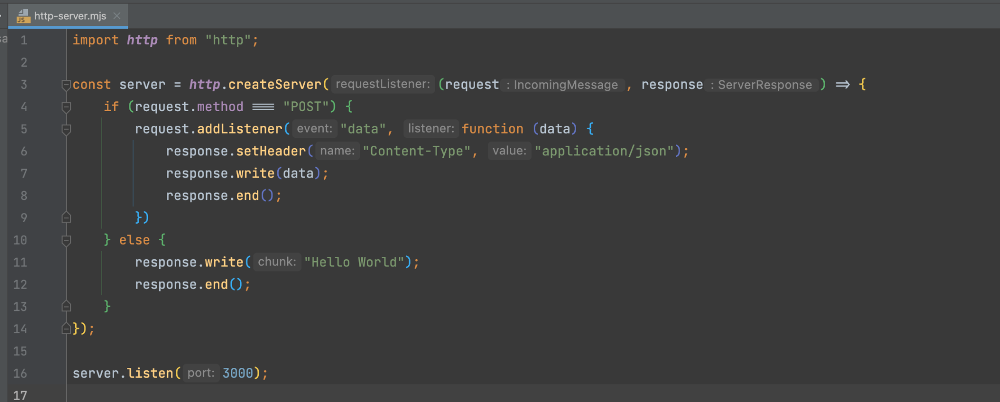 JS http-server.mjs
sa
1 import http from "http";
2
3 const server = http.createServer( requestListener: (request : IncomingMessage , response : ServerResponse ) => {
4 if (request.method === "POST") {
5 request.addListener( event: "data", listener: function (data) {
6 response.setHeader( name: "Content-Type", value: "application/json");
7 response.write(data);
8 response.end();
9 })
10 } else {
11 response.write( chunk: "Hello World");
12 response.end();
13 }
14 });
15
16 server.listen( port: 3000);
17